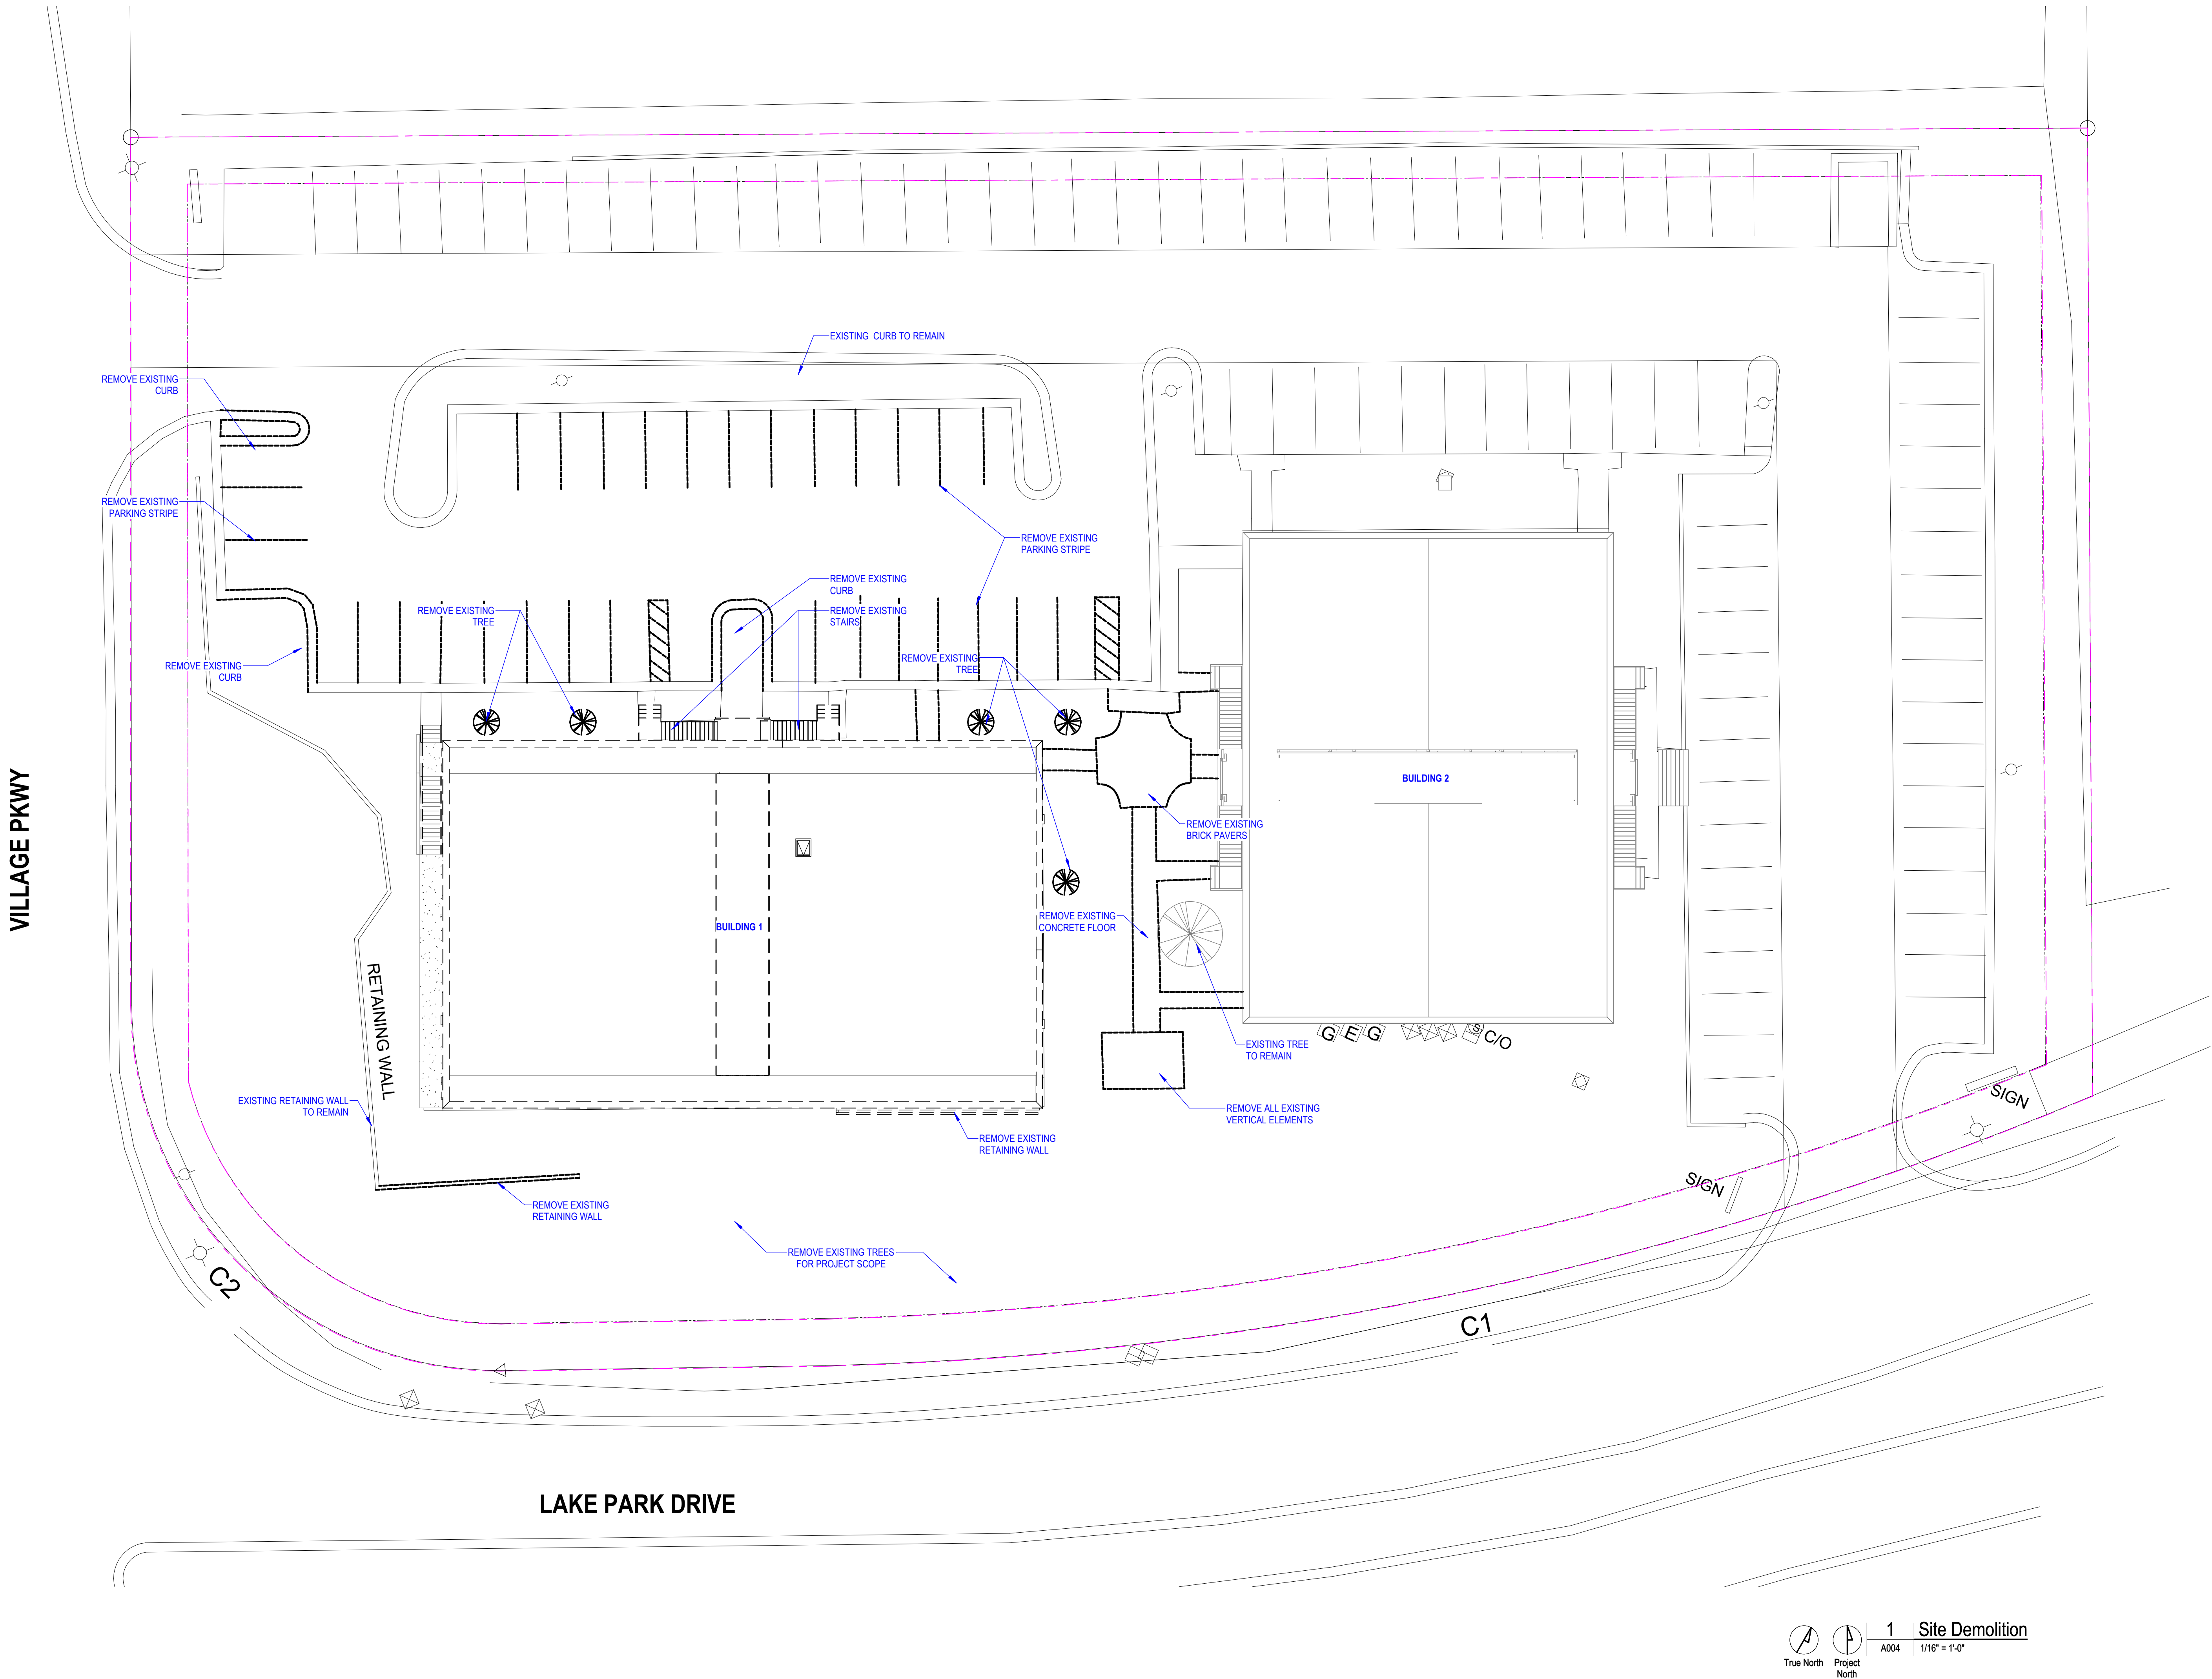 EXISTING CURB TO REMAIN
REMOVE EXISTING
CURB
REMOVE EXISTING
PARKING STRIPE
REMOVE EXISTING
PARKING STRIPE
REMOVE EXISTING
CURB
REMOVE EXISTING
TREE
REMOVE EXISTING
STAIRS
REMOVE EXISTING
CURB
REMOVE EXISTING
TREE
VILLAGE PKWY
BUILDING 2
REMOVE EXISTING
BRICK PAVERS
BUILDING 1
REMOVE EXISTING
CONCRETE FLOOR
RETAINING WALL
G E G
S
C/O
EXISTING TREE
TO REMAIN
EXISTING RETAINING WALL
TO REMAIN
REMOVE ALL EXISTING
VERTICAL ELEMENTS
SIGN
REMOVE EXISTING
RETAINING WALL
SIGN
REMOVE EXISTING
RETAINING WALL
REMOVE EXISTING TREES
FOR PROJECT SCOPE
C2
C1
LAKE PARK DRIVE
True North
Project
North
1
A004
Site Demolition
1/16" = 1'-0"